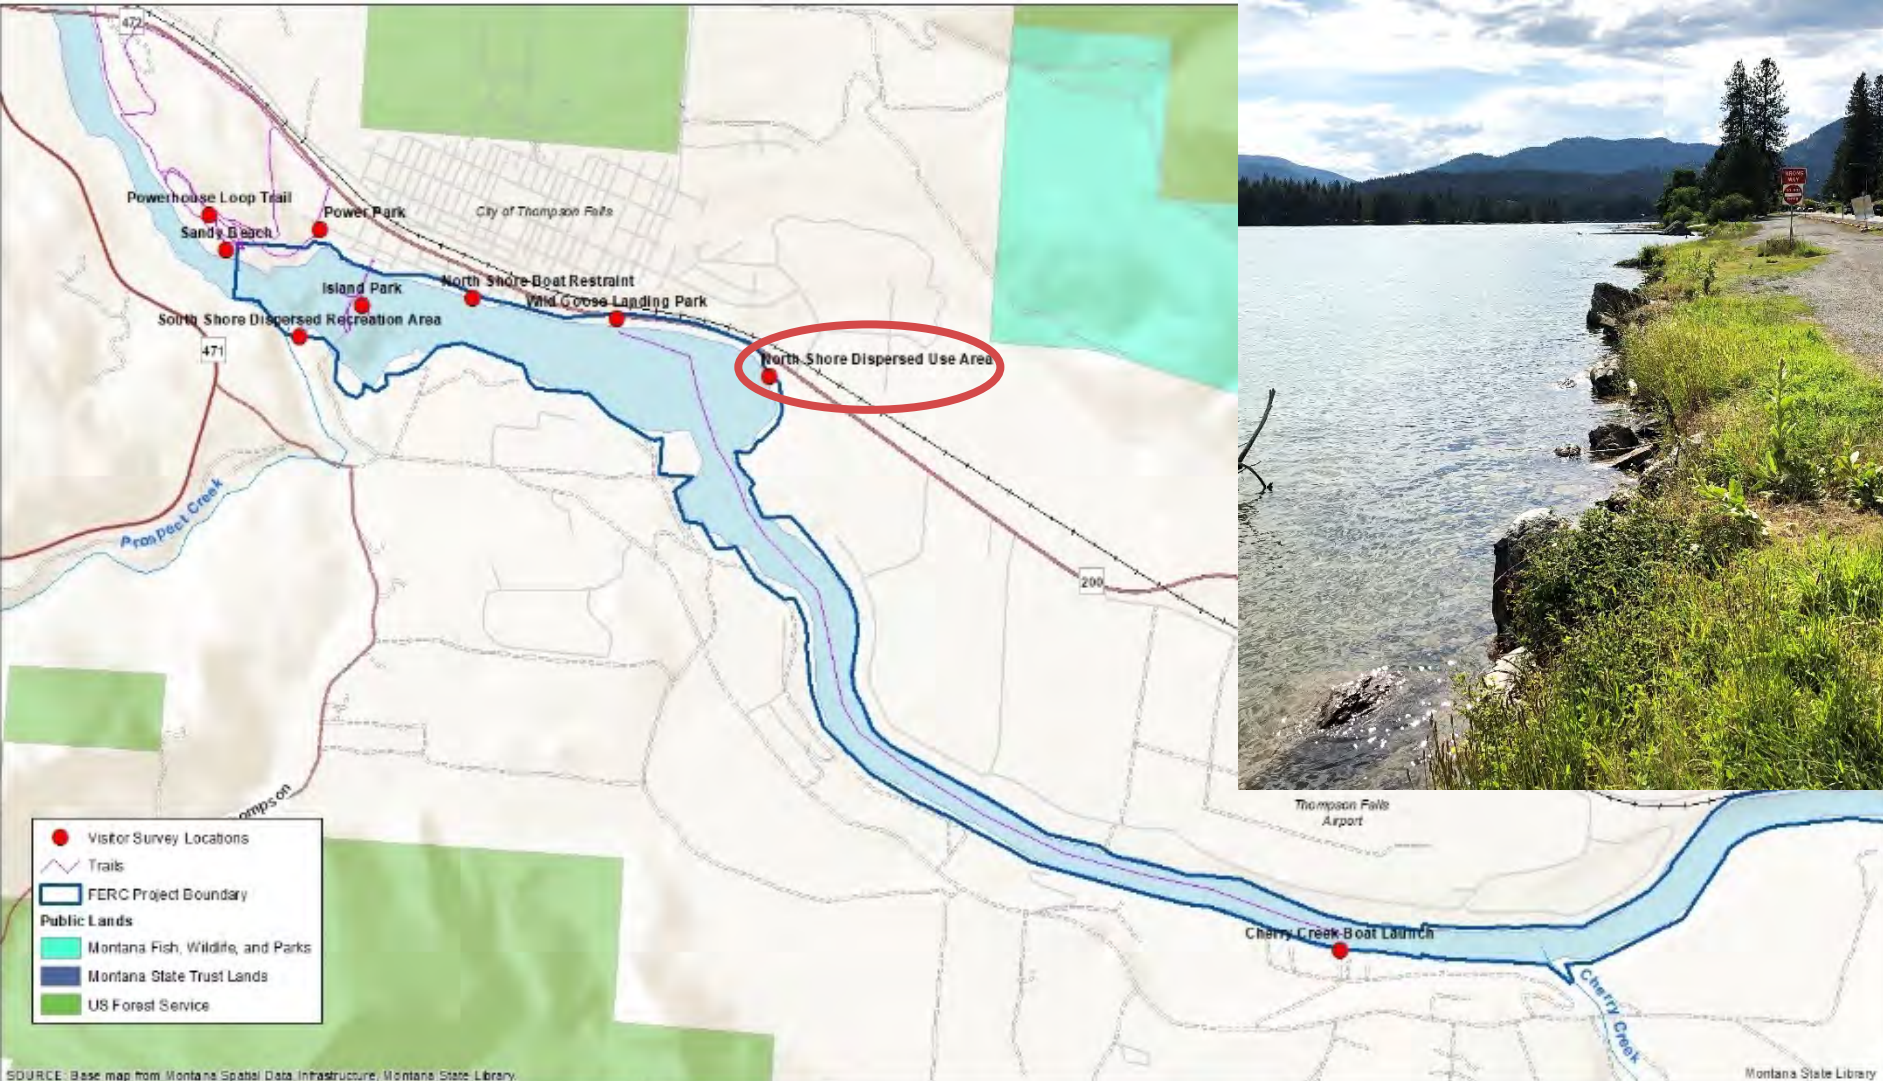 472
Powerhouse Loop Trail
Power Park
City of Thompson Falls
Sandy Beach
North Shore Boat Restraint
Island Park
Wild Goose Landing Park
South Shore Dispersed Recreation Area
471
North Shore Dispersed Use Area
WRONG
WAY
Prospect Creek
200
Thompson Falls
Airport
ompson
Visitor Survey Locations
Trails
FERC Project Boundary
Public Lands
Montana Fish, Wildlife, and Parks
Montana State Trust Lands
US Forest Service
Cherry Creek Boat Launch
Cherry Creek
SOURCE: Base map from Montana Spatial Data Infrastructure, Montana State Library.
Montana State Library